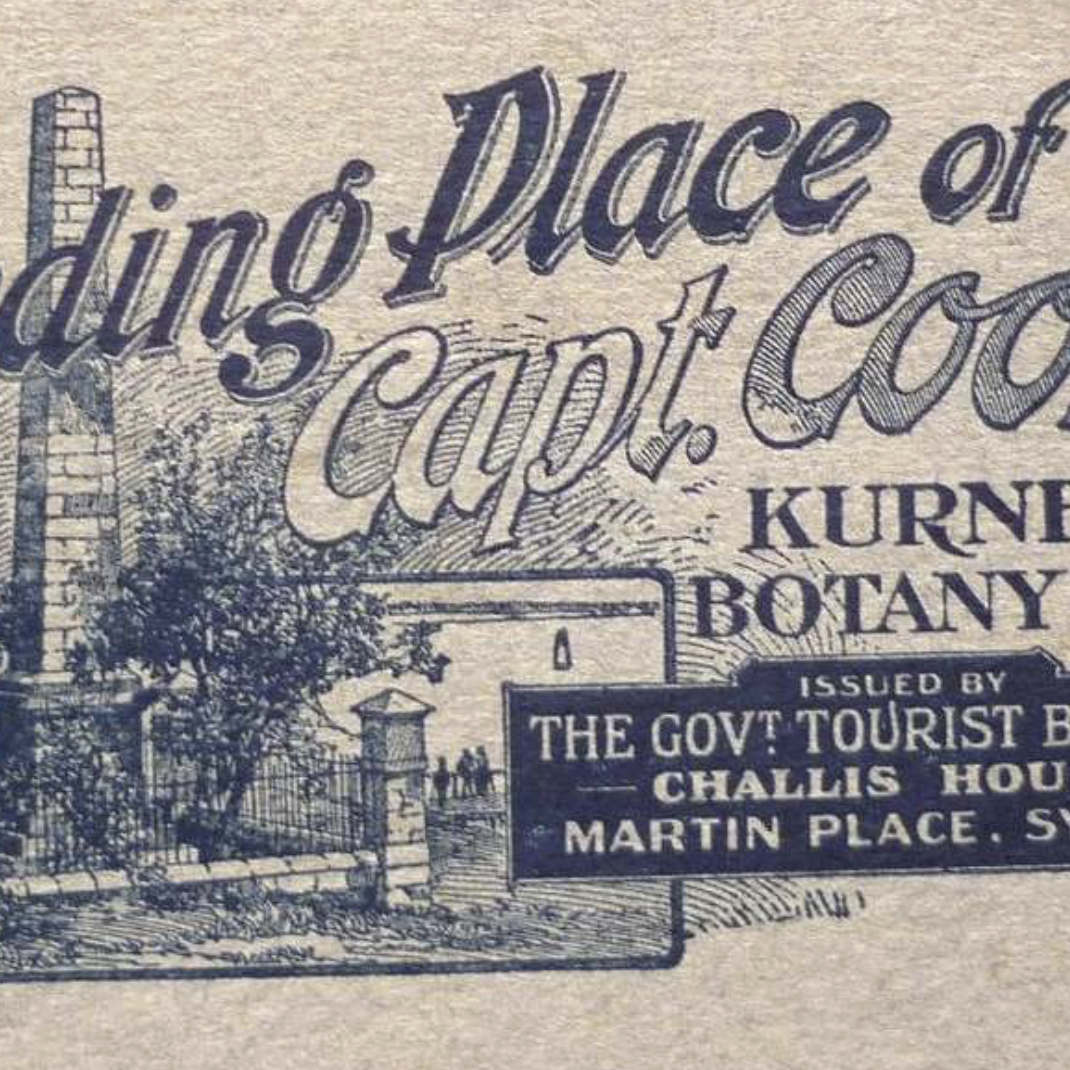 ding Place of
Capt. Coo
KURNE
BOTANY
ISSUED BY
THE GOVT. TOURIST B
CHALLIS HOU
MARTIN PLACE. SY